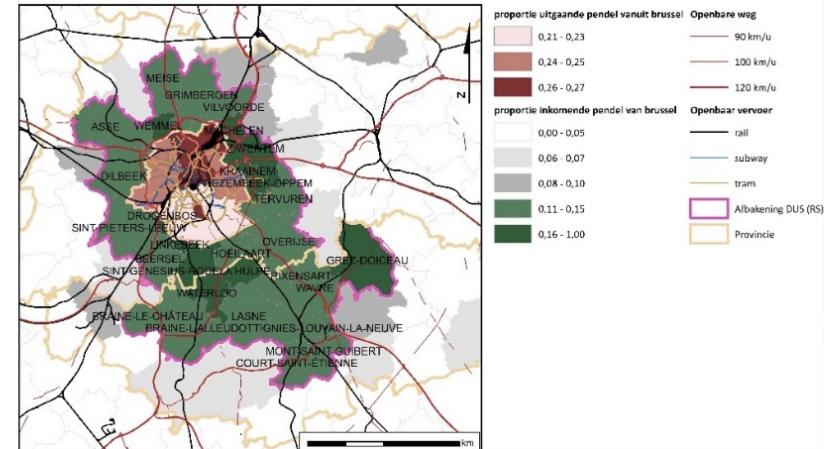 MEISE
GRIMBERGEN
VILVOORDE
ASSE
WEMMEL
MACHELEN
ZAVENTEM
DILBEEK
KRAAINEM
WEZEMBEEK-OPPEM
TERVUREN
DROGENBOS
SINT-PIETERS-LEEUW
LINKEBEEK
OVERIJSE
BEERSEL
HOEILAART
GREZ-DOICEAU
SINT-GENESIUS-RODE
LA HULPE
RIXENSART
WAVRE
WATERLOO
BRAINE-LE-CHÂTEAU
LASNE
BRAINE-L'ALLEUD
OTTIGNIES-LOUVAIN-LA-NEUVE
MONT-SAINT-GUIBERT
COURT-SAINT-ÉTIENNE
N
km
proportie uitgaande pendel vanuit brussel
0,21 - 0,23
0,24 - 0,25
0,26 - 0,27
proportie inkomende pendel van brussel
0,00 - 0,05
0,06 - 0,07
0,08 - 0,10
0,11 - 0,15
0,16 - 1,00
Openbare weg
90 km/u
100 km/u
120 km/u
Openbaar vervoer
rail
subway
tram
Afbakening DUS (RS)
Provincie